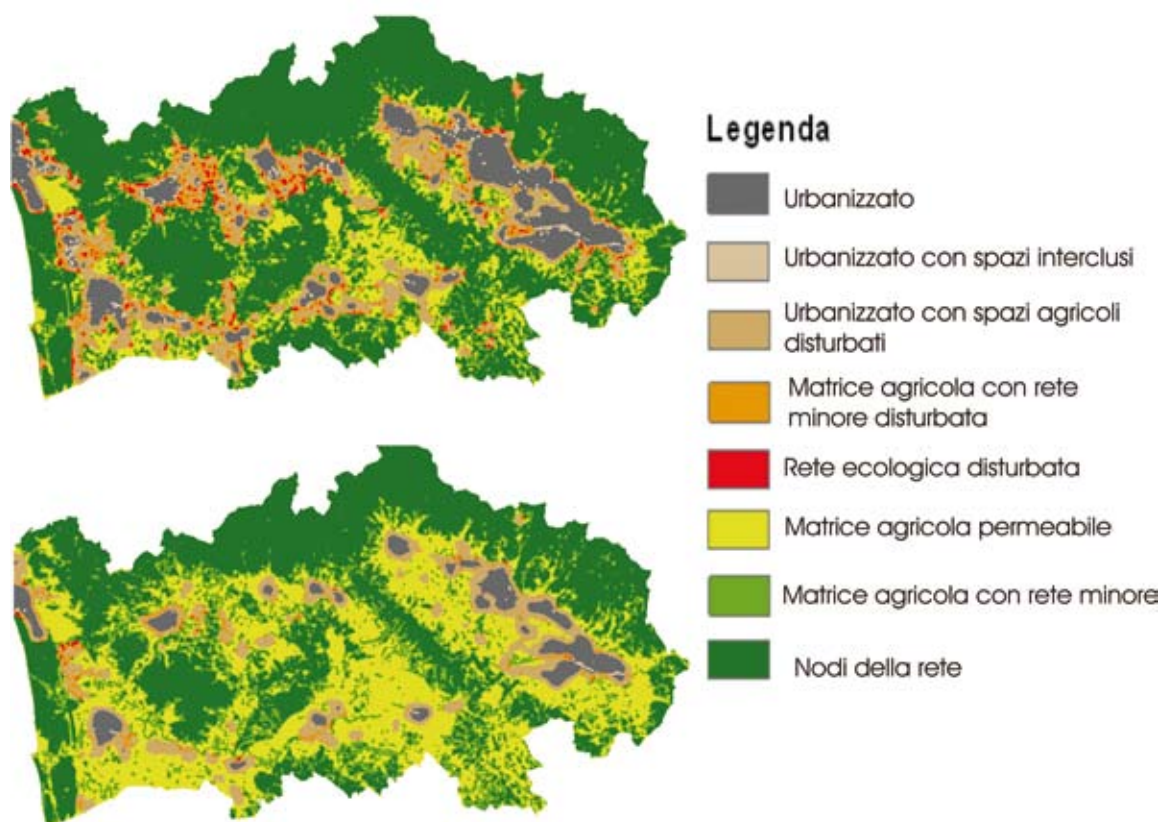 Legenda
Urbanizzato
Urbanizzato con spazi interclusi
Urbanizzato con spazi agricoli
disturbati
Matrice agricola con rete
minore disturbata
Rete ecologica disturbata
Matrice agricola permeabile
Matrice agricola con rete minore
Nodi della rete